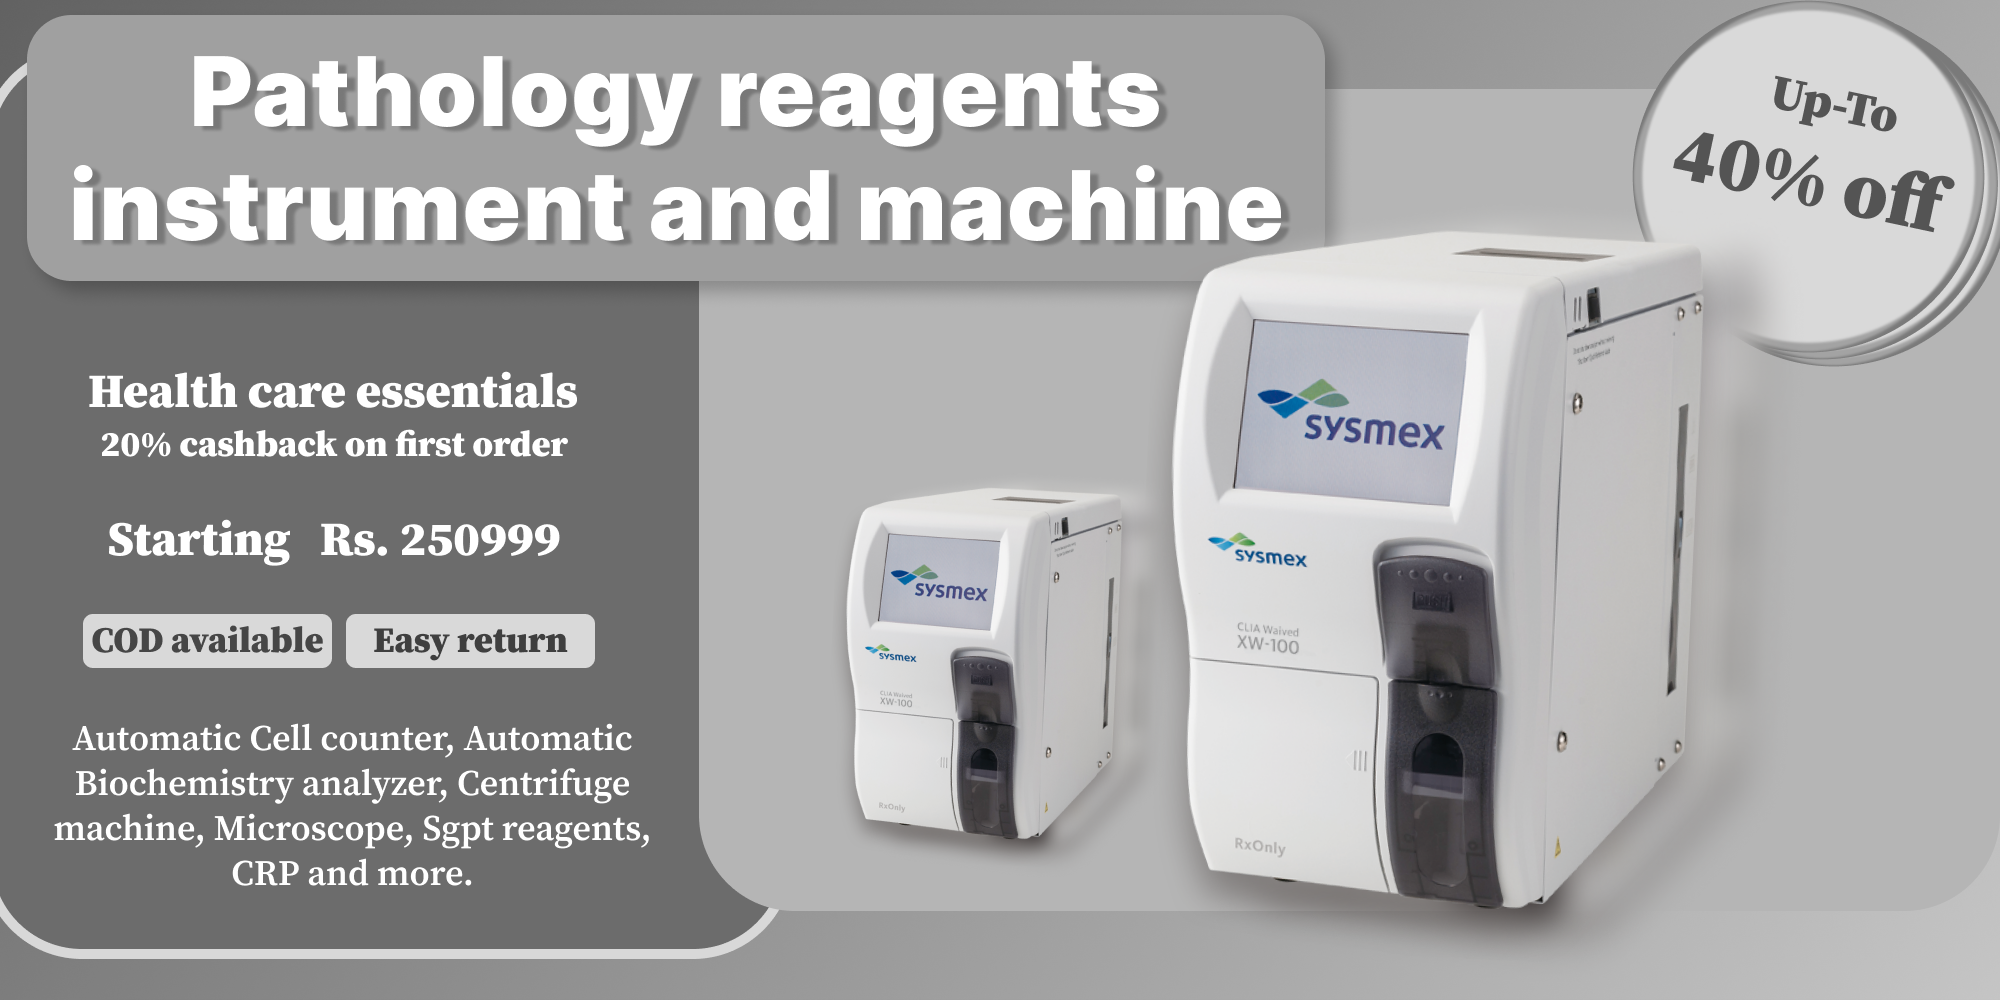 Pathology reagents
instrument and machine
Up-To
40% off
Health care essentials
20% cashback on first order
Starting Rs. 250999
COD available
Easy return
Automatic Cell counter, Automatic
Biochemistry analyzer, Centrifuge
machine, Microscope, Sgpt reagents,
CRP and more.
sysmex
sysmex
CLIA Waived
XW-100
RxOnly
sysmex
sysmex
CLIA Waived
XW-100
RxOnly